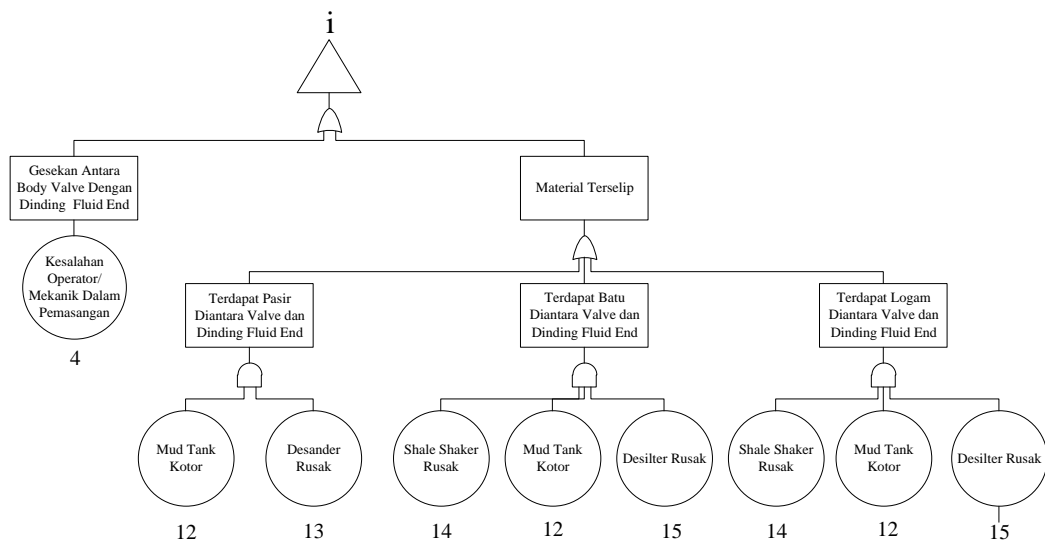 i
Gesekan Antara
Body Valve Dengan
Dinding Fluid End
Material Terselip
Kesalahan
Operator/
Mekanik Dalam
Pemasangan
4
Terdapat Pasir
Diantara Valve dan
Dinding Fluid End
Terdapat Batu
Diantara Valve dan
Dinding Fluid End
Terdapat Logam
Diantara Valve dan
Dinding Fluid End
Mud Tank
Kotor
Desander
Rusak
Shale Shaker
Rusak
Mud Tank
Kotor
Desilter Rusak
Shale Shaker
Rusak
Mud Tank
Kotor
Desilter Rusak
12
13
14
12
15
14
12
15